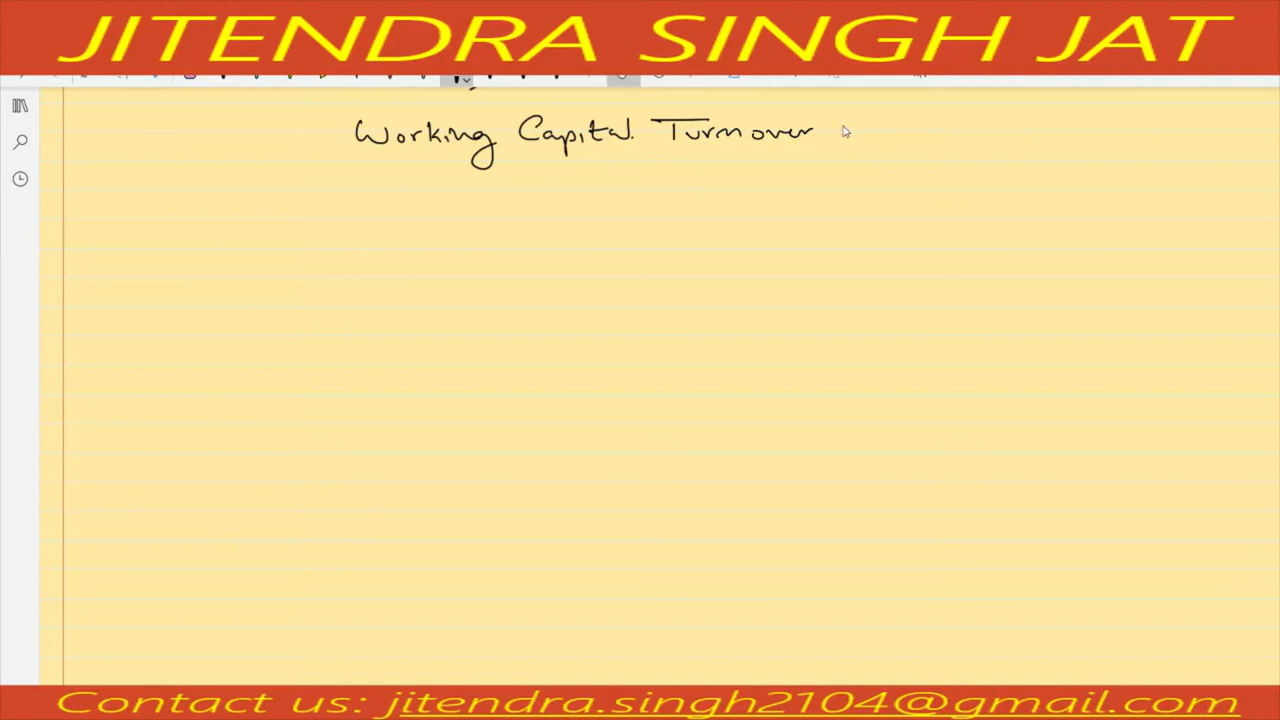 JITENDRA SINGH JAT
Working Capital Turnover
Contact us: jitendra.singh2104@gmail.com